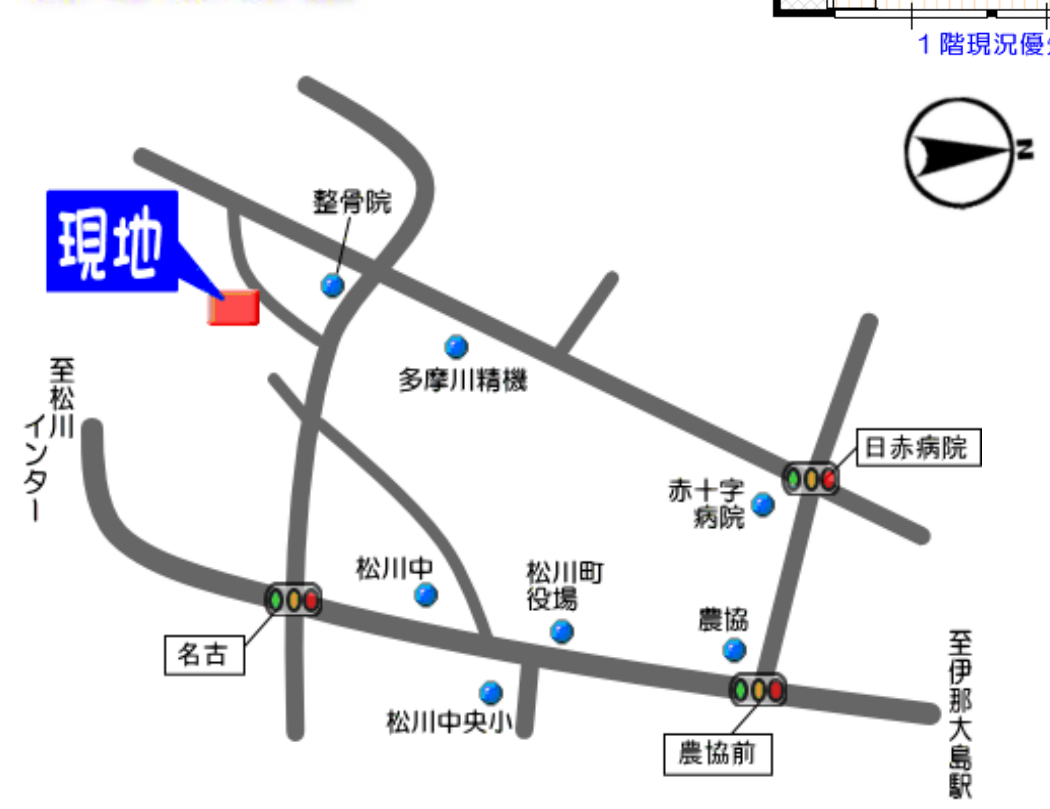 1階現況優
N
整骨院
現地
多摩川精機
至松川
インター
日赤病院
赤十字
病院
松川中
松川町
役場
農協
名古
松川中央小
農協前
至伊那大島駅